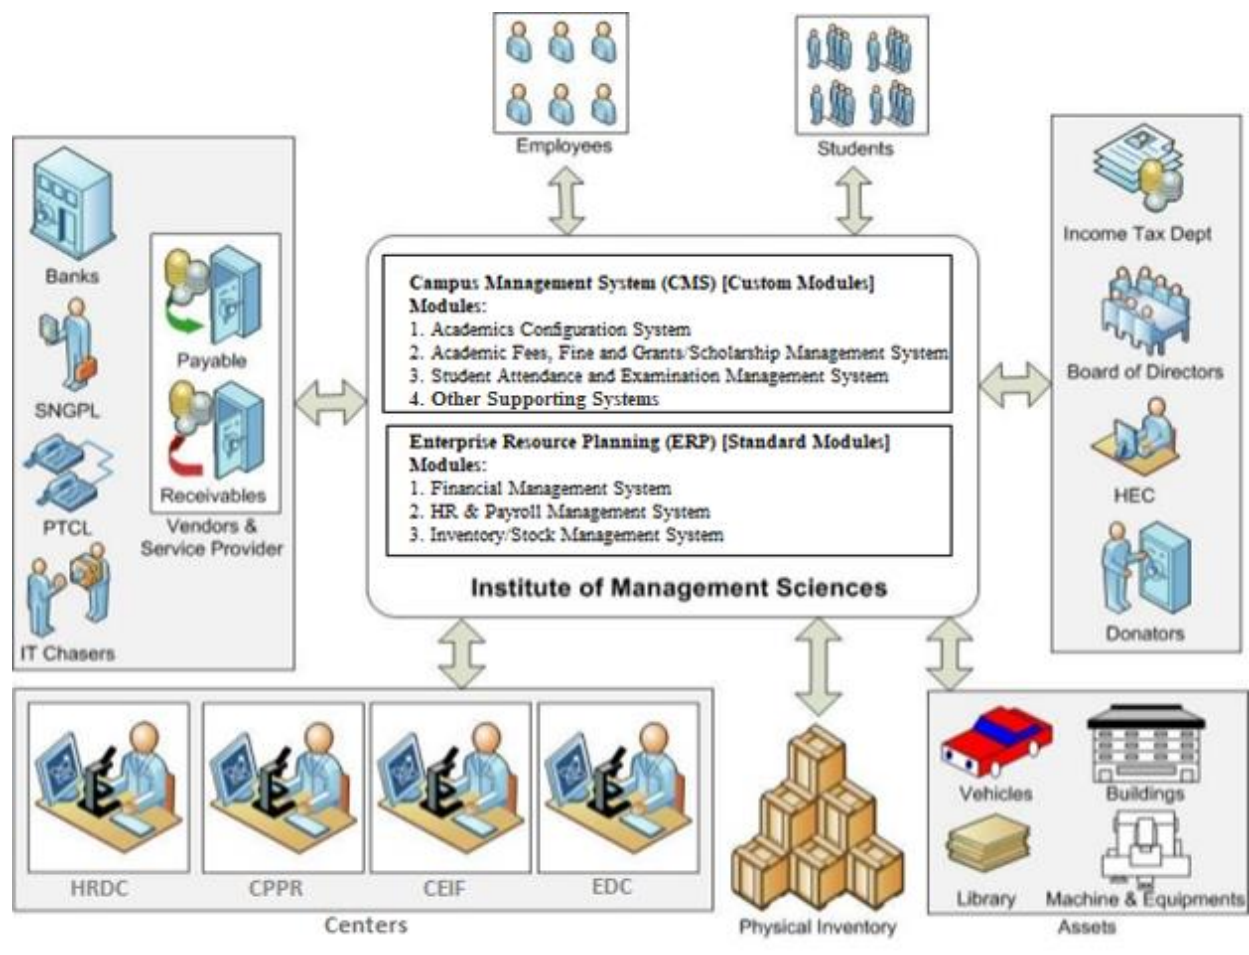 Employees
Students
Banks
SNGPL
PTCL
IT Chasers
Payable
Receivables
Vendors &
Service Provider
Campus Management System (CMS) [Custom Modules]
Modules:
1. Academics Configuration System
2. Academic Fees, Fine and Grants/Scholarship Management System
3. Student Attendance and Examination Management System
4. Other Supporting Systems
Enterprise Resource Planning (ERP) [Standard Modules]
Modules:
1. Financial Management System
2. HR & Payroll Management System
3. Inventory/Stock Management System
Institute of Management Sciences
Income Tax Dept
Board of Directors
HEC
Donators
HRDC
CPPR
CEIF
EDC
Centers
Physical Inventory
Vehicles
Buildings
Library
Machine & Equipments
Assets